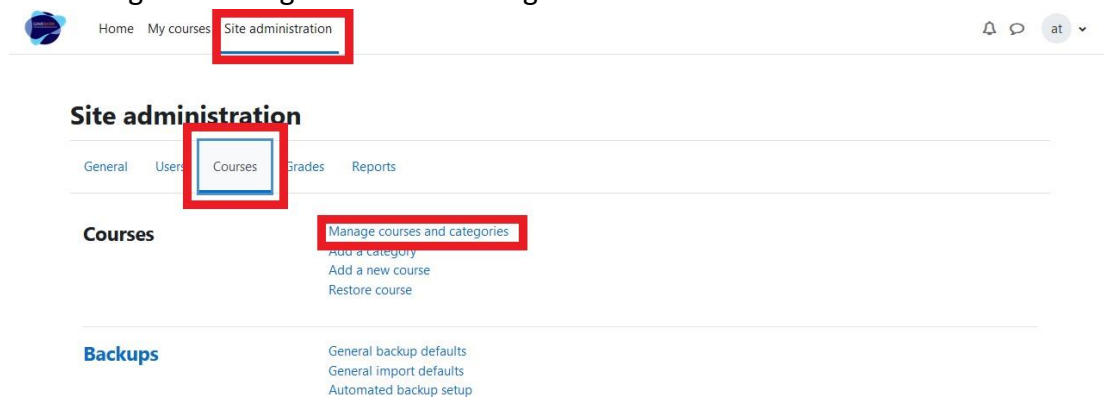 Home My courses Site administration at
Site administration
General Users Courses Grades Reports
Courses Manage courses and categories
Add a category
Add a new course
Restore course
Backups General backup defaults
General import defaults
Automated backup setup